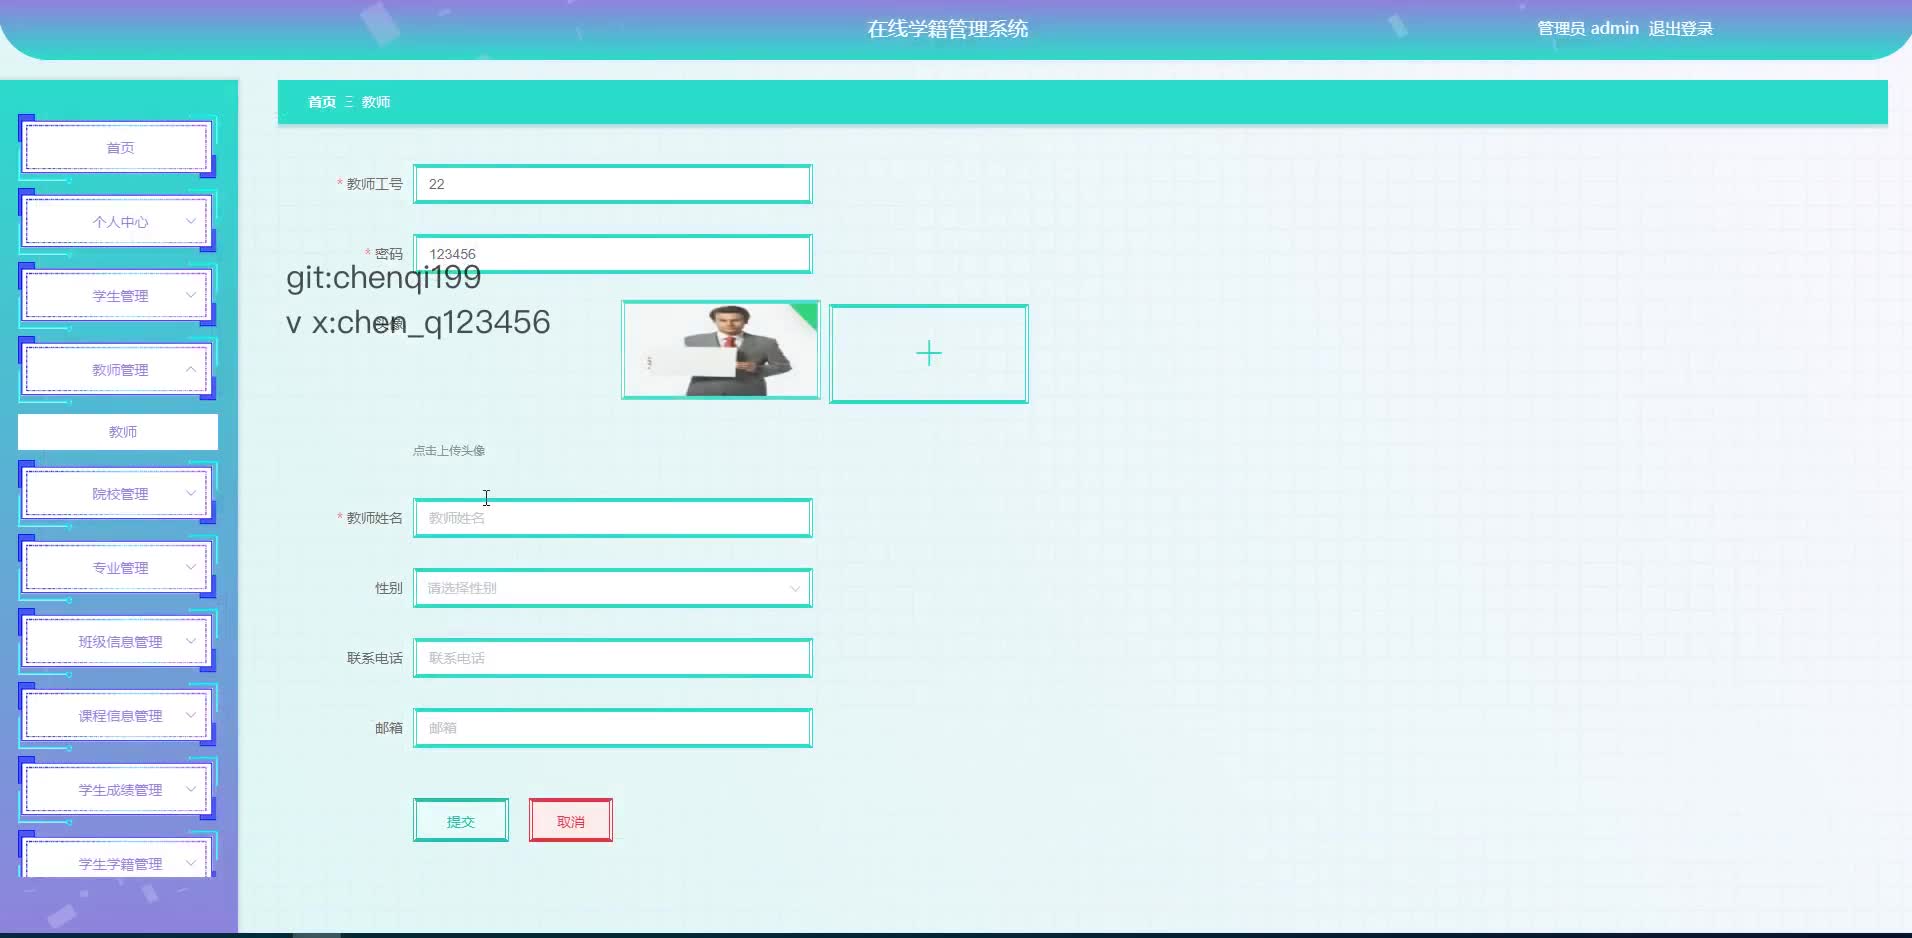 在线学籍管理系统
管理员 admin 退出登录
首页 教师
首页
个人中心
学生管理
教师管理
教师
院校管理
专业管理
班级信息管理
课程信息管理
学生成绩管理
学生学籍管理
* 教师工号 22
* 密码 123456
git:chenqi199
v x:chen_q123456
头像
点击上传头像
* 教师姓名 教师姓名
性别 请选择性别
联系电话 联系电话
邮箱 邮箱
提交 取消